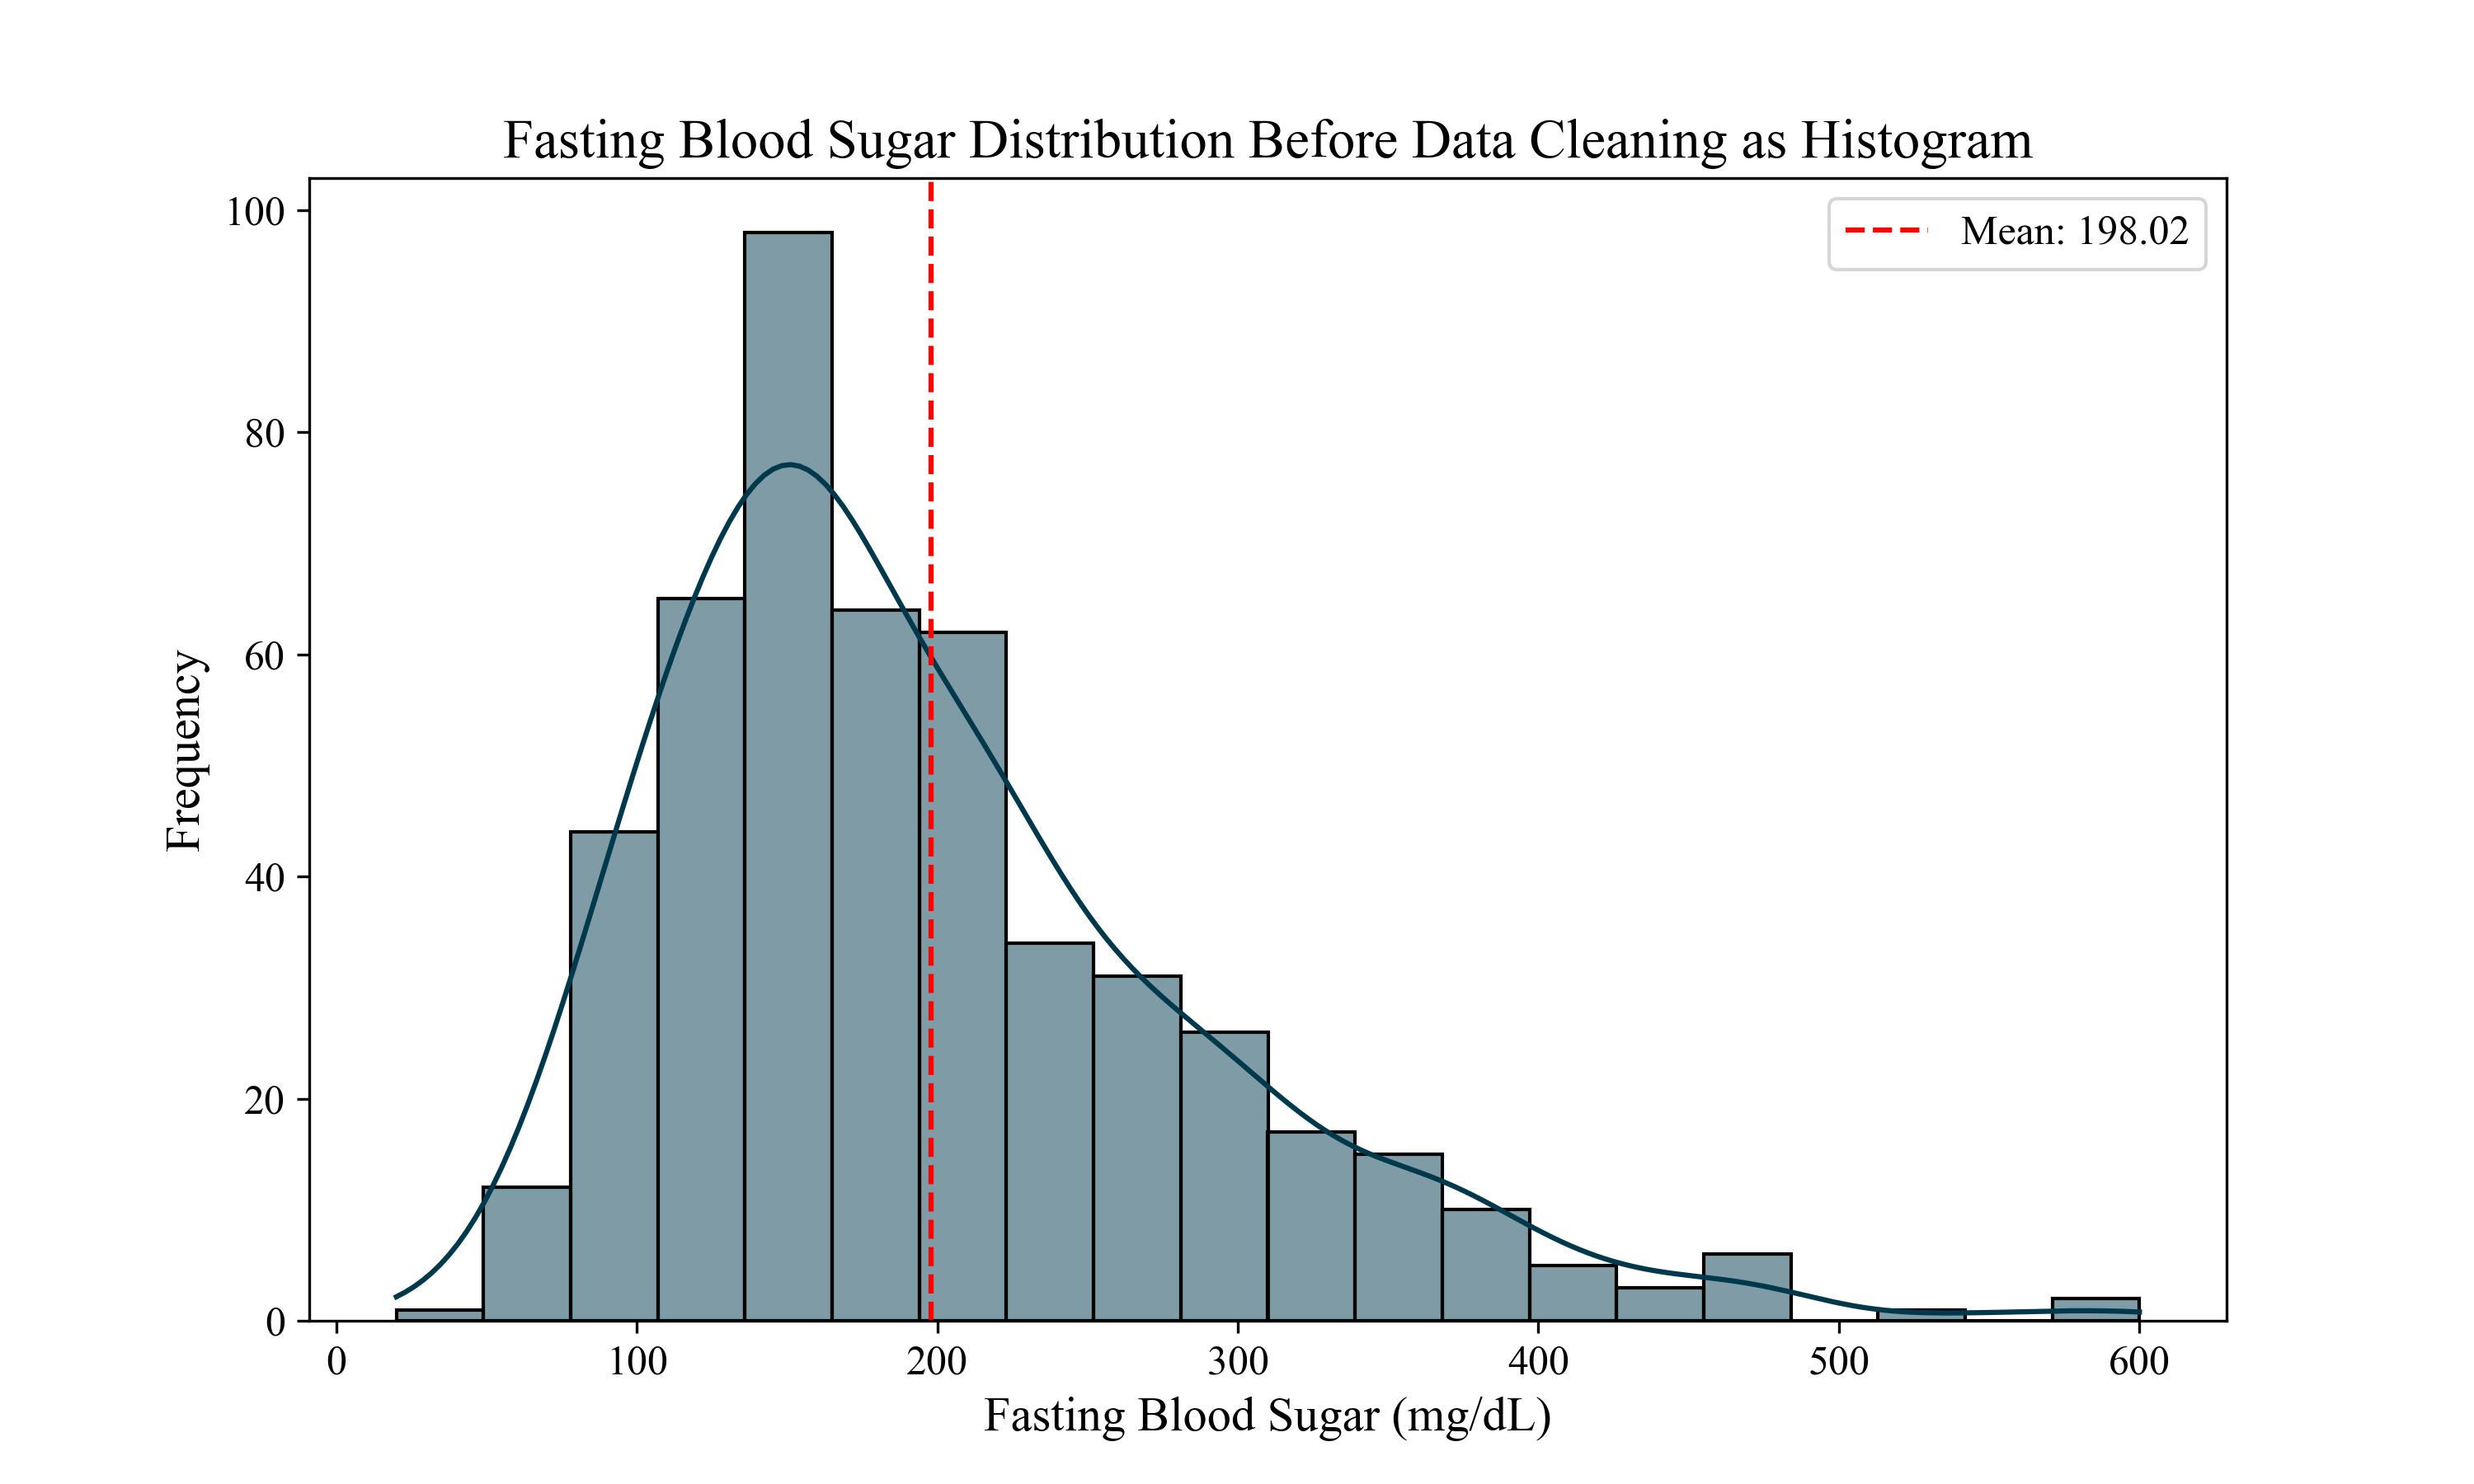 Fasting Blood Sugar Distribution Before Data Cleaning as Histogram
Mean: 198.02
Frequency
100
80
60
40
20
0
0 100 200 300 400 500 600
Fasting Blood Sugar (mg/dL)